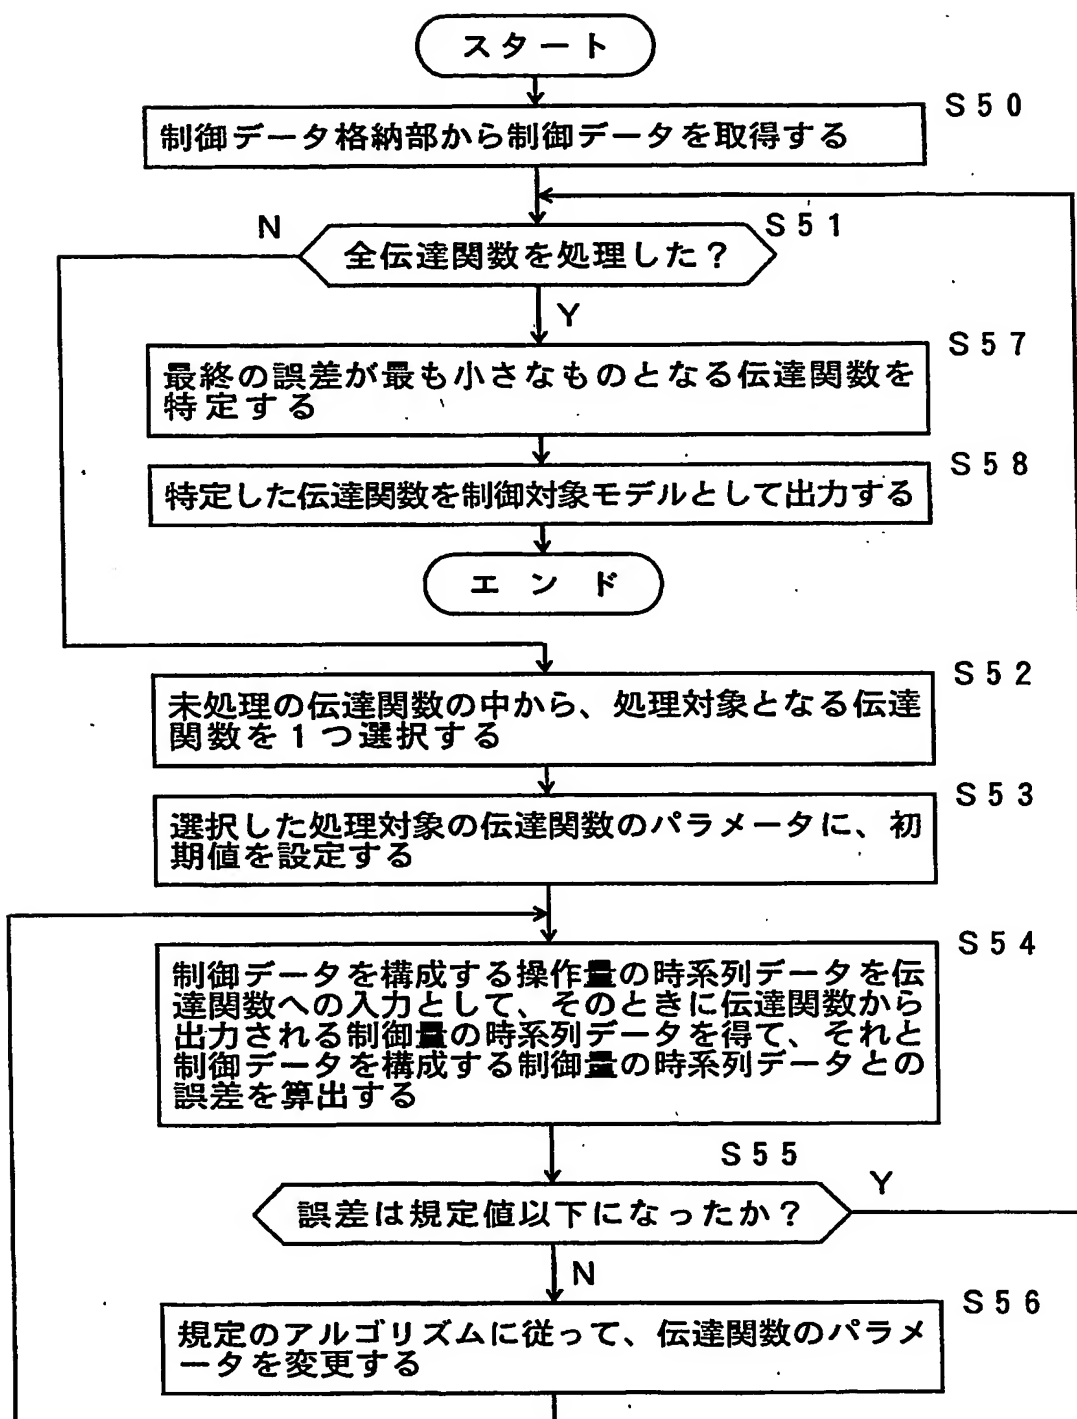 スタート
S50
制御データ格納部から制御データを取得する
N
S51
全伝達関数を処理した？
Y
S57
最終の誤差が最も小さなものとなる伝達関数を
特定する
S58
特定した伝達関数を制御対象モデルとして出力する
エンド
S52
未処理の伝達関数の中から、処理対象となる伝達
関数を1つ選択する
S53
選択した処理対象の伝達関数のパラメータに、初
期値を設定する
S54
制御データを構成する操作量の時系列データを伝
達関数への入力として、そのときに伝達関数から
出力される制御量の時系列データを得て、それと
制御データを構成する制御量の時系列データとの
誤差を算出する
S55
誤差は規定値以下になったか？
Y
N
S56
規定のアルゴリズムに従って、伝達関数のパラメ
ータを変更する